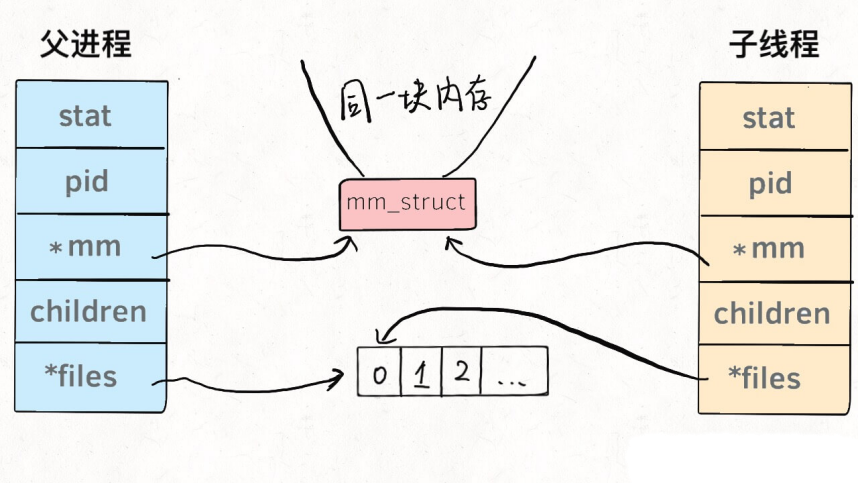 父进程
子线程
同一块内存
stat
pid
*mm
children
*files
mm_struct
0 1 2 ...
stat
pid
*mm
children
*files